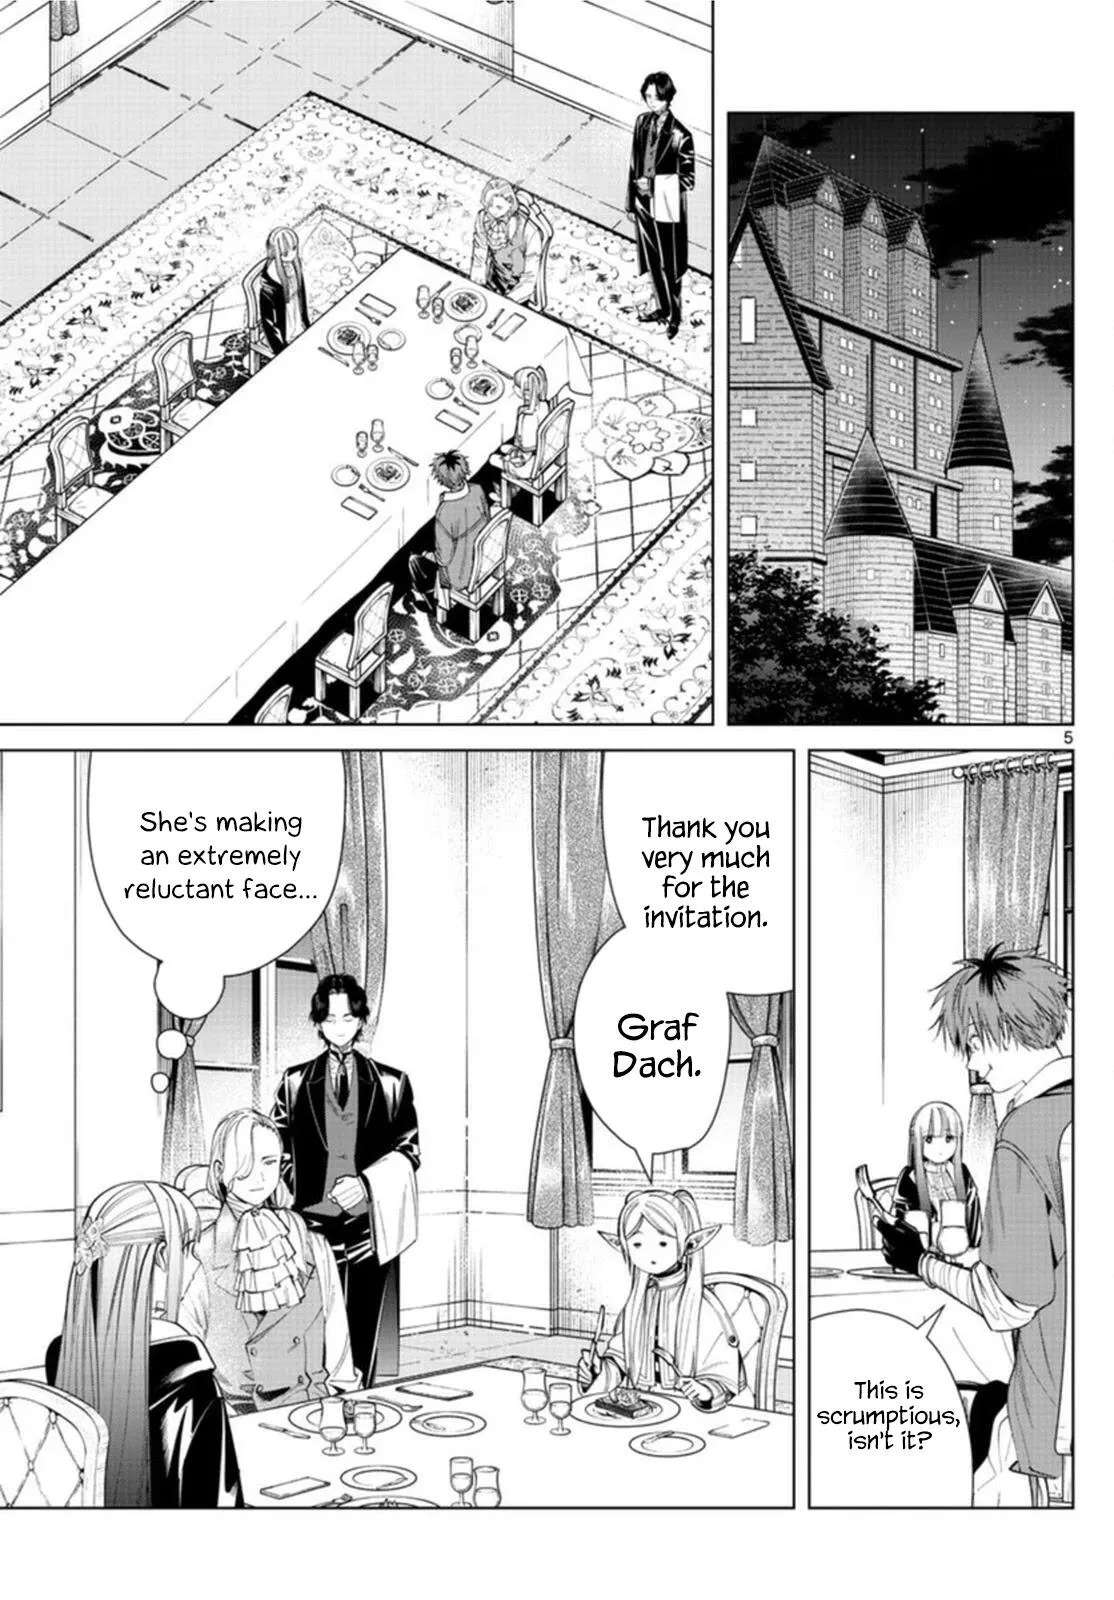 5
This is
scrumptious,
isn't it?
Thank you
very much
for the
invitation.
Graf
Dach.
She's making
an extremely
reluctant face...